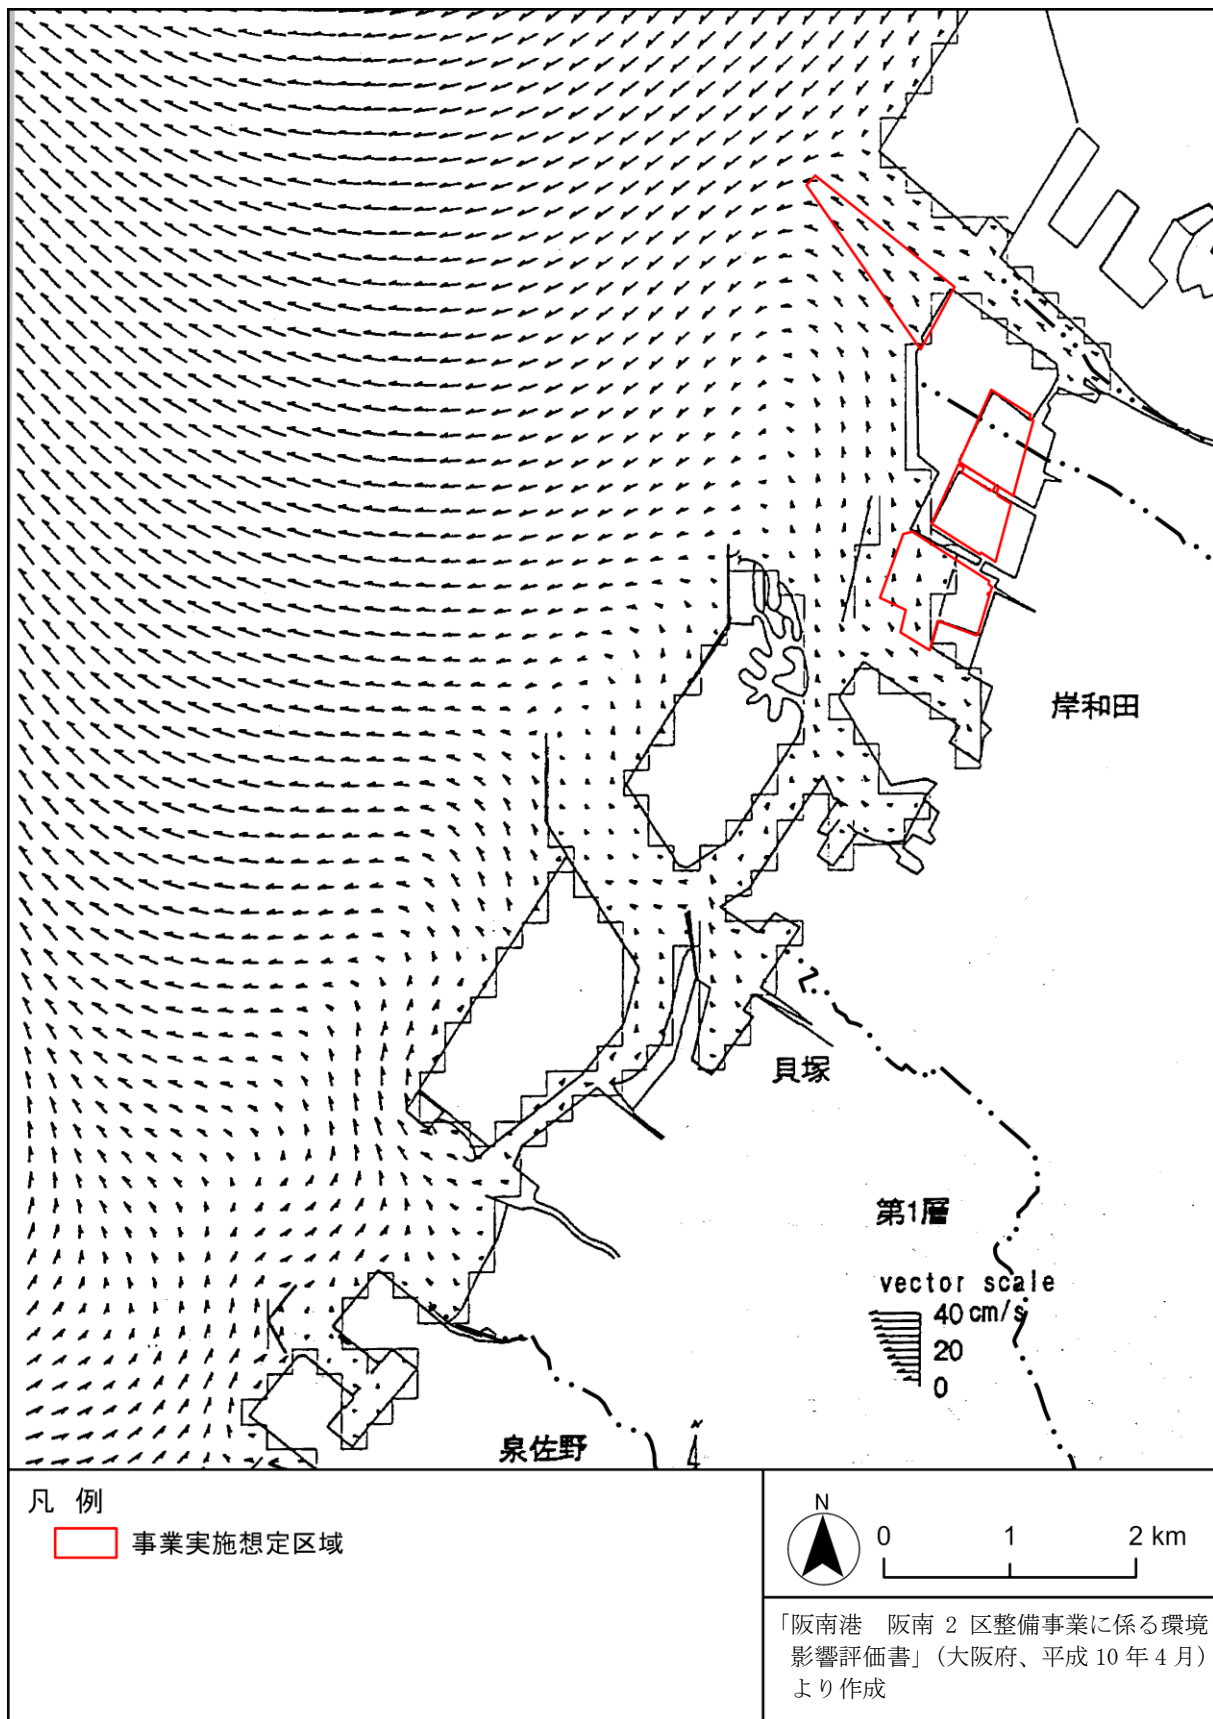 岸和田
貝塚
第1層
vector scale
40 cm/s
20
0
泉佐野
凡 例
事業実施想定区域
N
0 1 2 km
「阪南港 阪南 2 区整備事業に係る環境
影響評価書」（大阪府、平成 10 年 4 月）
より作成